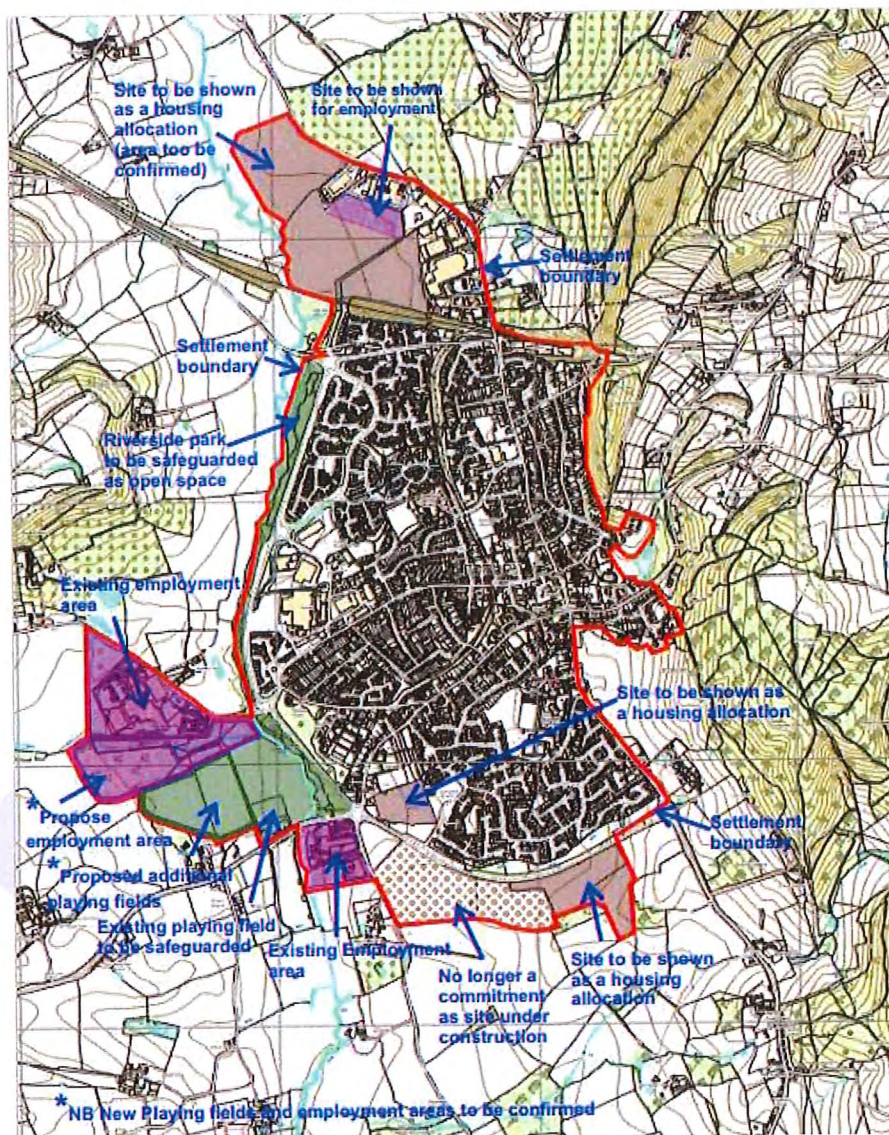 Site to be shown
as a housing
allocation
(area too be
confirmed)
Site to be shown
for employment
Settlement
boundary
Settlement
boundary
Riverside park
to be safeguarded
as open space
Existing employment
area
Site to be shown as
a housing allocation
*Propose
employment area
*Proposed additional
playing fields
Existing playing field
to be safeguarded
Existing Employment
area
No longer a
commitment
as site under
construction
Site to be shown
as a housing
allocation
Settlement
boundary
*NB New Playing fields and employment areas to be confirmed